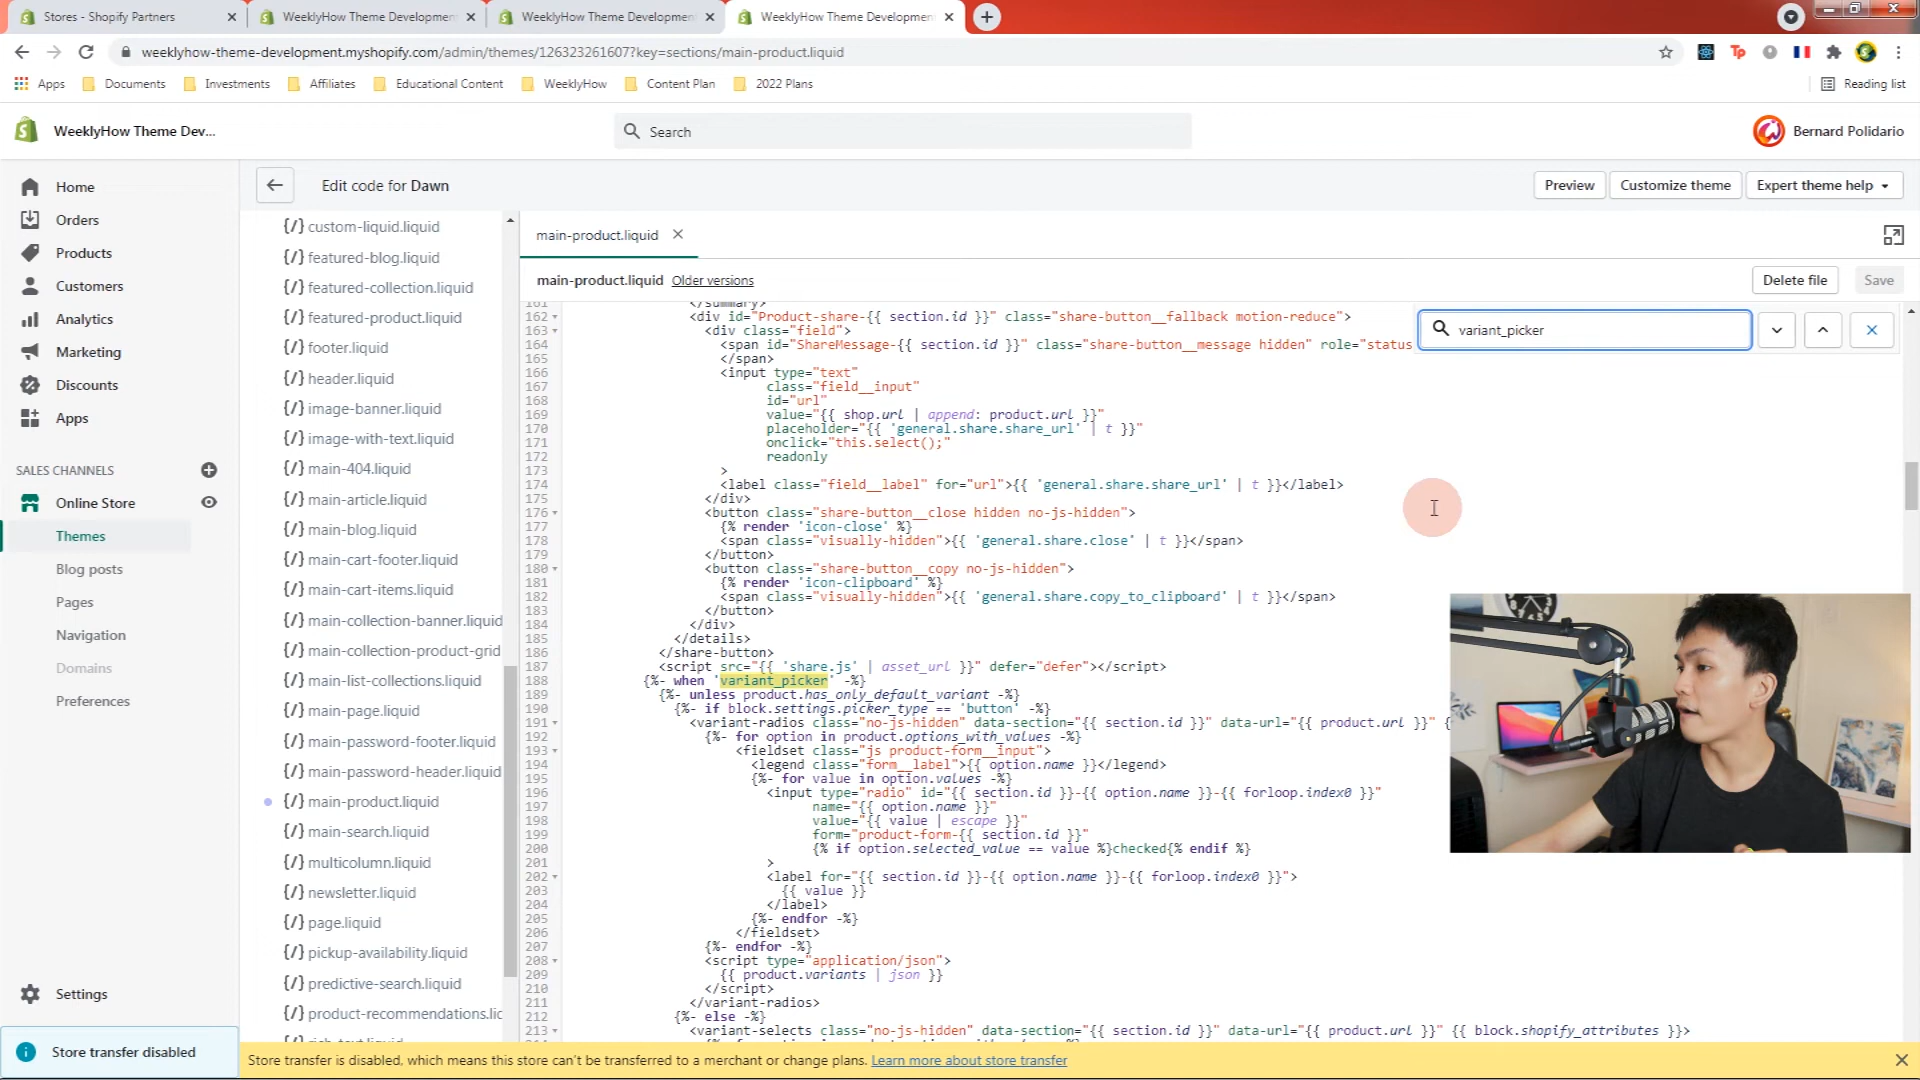 Stores - Shopify Partners
WeeklyHow Theme Development
WeeklyHow Theme Development
WeeklyHow Theme Development
weeklyhow-theme-development.myshopify.com/admin/themes/126323261607?key=sections/main-product.liquid
Apps Documents Investments Affiliates Educational Content WeeklyHow Content Plan 2022 Plans Reading list
WeeklyHow Theme Dev...
Search
Bernard Polidario
Home
Orders
Products
Customers
Analytics
Marketing
Discounts
Apps
SALES CHANNELS
Online Store
Themes
Blog posts
Pages
Navigation
Domains
Preferences
Settings
Store transfer disabled
Edit code for Dawn
Preview Customize theme Expert theme help
{/} custom-liquid.liquid
{/} featured-blog.liquid
{/} featured-collection.liquid
{/} featured-product.liquid
{/} footer.liquid
{/} header.liquid
{/} image-banner.liquid
{/} image-with-text.liquid
{/} main-404.liquid
{/} main-article.liquid
{/} main-blog.liquid
{/} main-cart-footer.liquid
{/} main-cart-items.liquid
{/} main-collection-banner.liquid
{/} main-collection-product-grid
{/} main-list-collections.liquid
{/} main-page.liquid
{/} main-password-footer.liquid
{/} main-password-header.liquid
{/} main-product.liquid
{/} main-search.liquid
{/} multicolumn.liquid
{/} newsletter.liquid
{/} page.liquid
{/} pickup-availability.liquid
{/} predictive-search.liquid
{/} product-recommendations.lic
main-product.liquid
main-product.liquid Older versions
Delete file Save
variant_picker
161 </summary>
162 <div id="Product-share-{{ section.id }}" class="share-button__fallback motion-reduce">
163 <div class="field">
164 <span id="ShareMessage-{{ section.id }}" class="share-button__message hidden" role="status
165 </span>
166 <input type="text"
167 class="field__input"
168 id="url"
169 value="{{ shop.url | append: product.url }}"
170 placeholder="{{ 'general.share.share_url' | t }}"
171 onclick="this.select();"
172 readonly
173 >
174 <label class="field__label" for="url">{{ 'general.share.share_url' | t }}</label>
175 </div>
176 <button class="share-button__close hidden no-js-hidden">
177 {% render 'icon-close' %}
178 <span class="visually-hidden">{{ 'general.share.close' | t }}</span>
179 </button>
180 <button class="share-button__copy no-js-hidden">
181 {% render 'icon-clipboard' %}
182 <span class="visually-hidden">{{ 'general.share.copy_to_clipboard' | t }}</span>
183 </button>
184 </div>
185 </details>
186 </share-button>
187 <script src="{{ 'share.js' | asset_url }}" defer="defer"></script>
188 {%- when 'variant_picker' -%}
189 {%- unless product.has_only_default_variant -%}
190 {%- if block.settings.picker_type == 'button' -%}
191 <variant-radios class="no-js-hidden" data-section="{{ section.id }}" data-url="{{ product.url }}" {
192 {%- for option in product.options_with_values -%}
193 <fieldset class="js product-form__input">
194 <legend class="form__label">{{ option.name }}</legend>
195 {%- for value in option.values -%}
196 <input type="radio" id="{{ section.id }}-{{ option.name }}-{{ forloop.index0 }}"
197 name="{{ option.name }}"
198 value="{{ value | escape }}"
199 form="product-form-{{ section.id }}"
200 {% if option.selected_value == value %}checked{% endif %}
201 >
202 <label for="{{ section.id }}-{{ option.name }}-{{ forloop.index0 }}">
203 {{ value }}
204 </label>
205 {%- endfor -%}
206 </fieldset>
207 {%- endfor -%}
208 <script type="application/json">
209 {{ product.variants | json }}
210 </script>
211 </variant-radios>
212 {%- else -%}
213 <variant-selects class="no-js-hidden" data-section="{{ section.id }}" data-url="{{ product.url }}" {{ block.shopify_attributes }}>
Store transfer is disabled, which means this store can't be transferred to a merchant or change plans. Learn more about store transfer